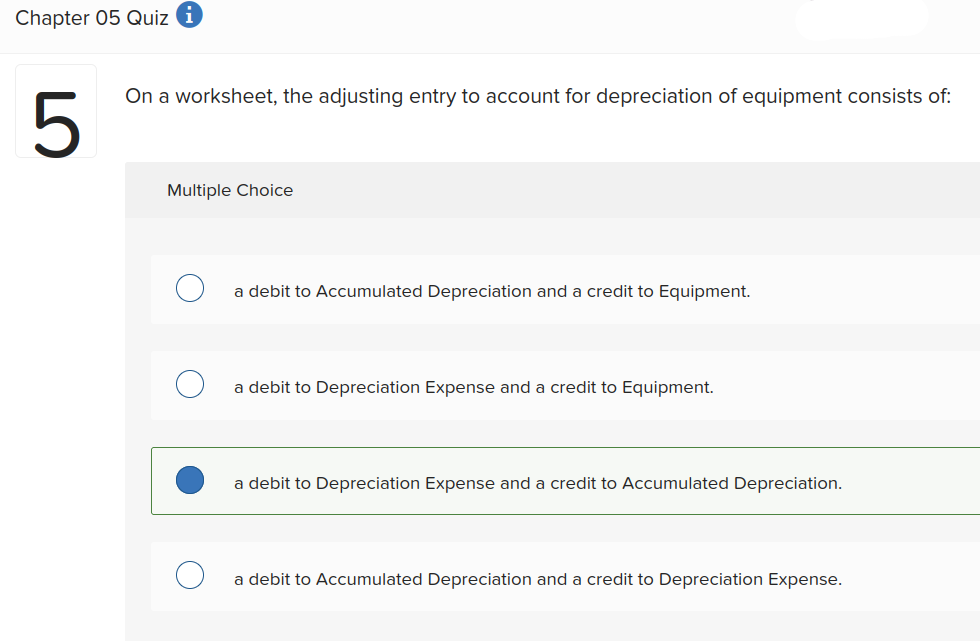 Chapter 05 Quiz i
5
On a worksheet, the adjusting entry to account for depreciation of equipment consists of:
Multiple Choice
a debit to Accumulated Depreciation and a credit to Equipment.
a debit to Depreciation Expense and a credit to Equipment.
a debit to Depreciation Expense and a credit to Accumulated Depreciation.
a debit to Accumulated Depreciation and a credit to Depreciation Expense.